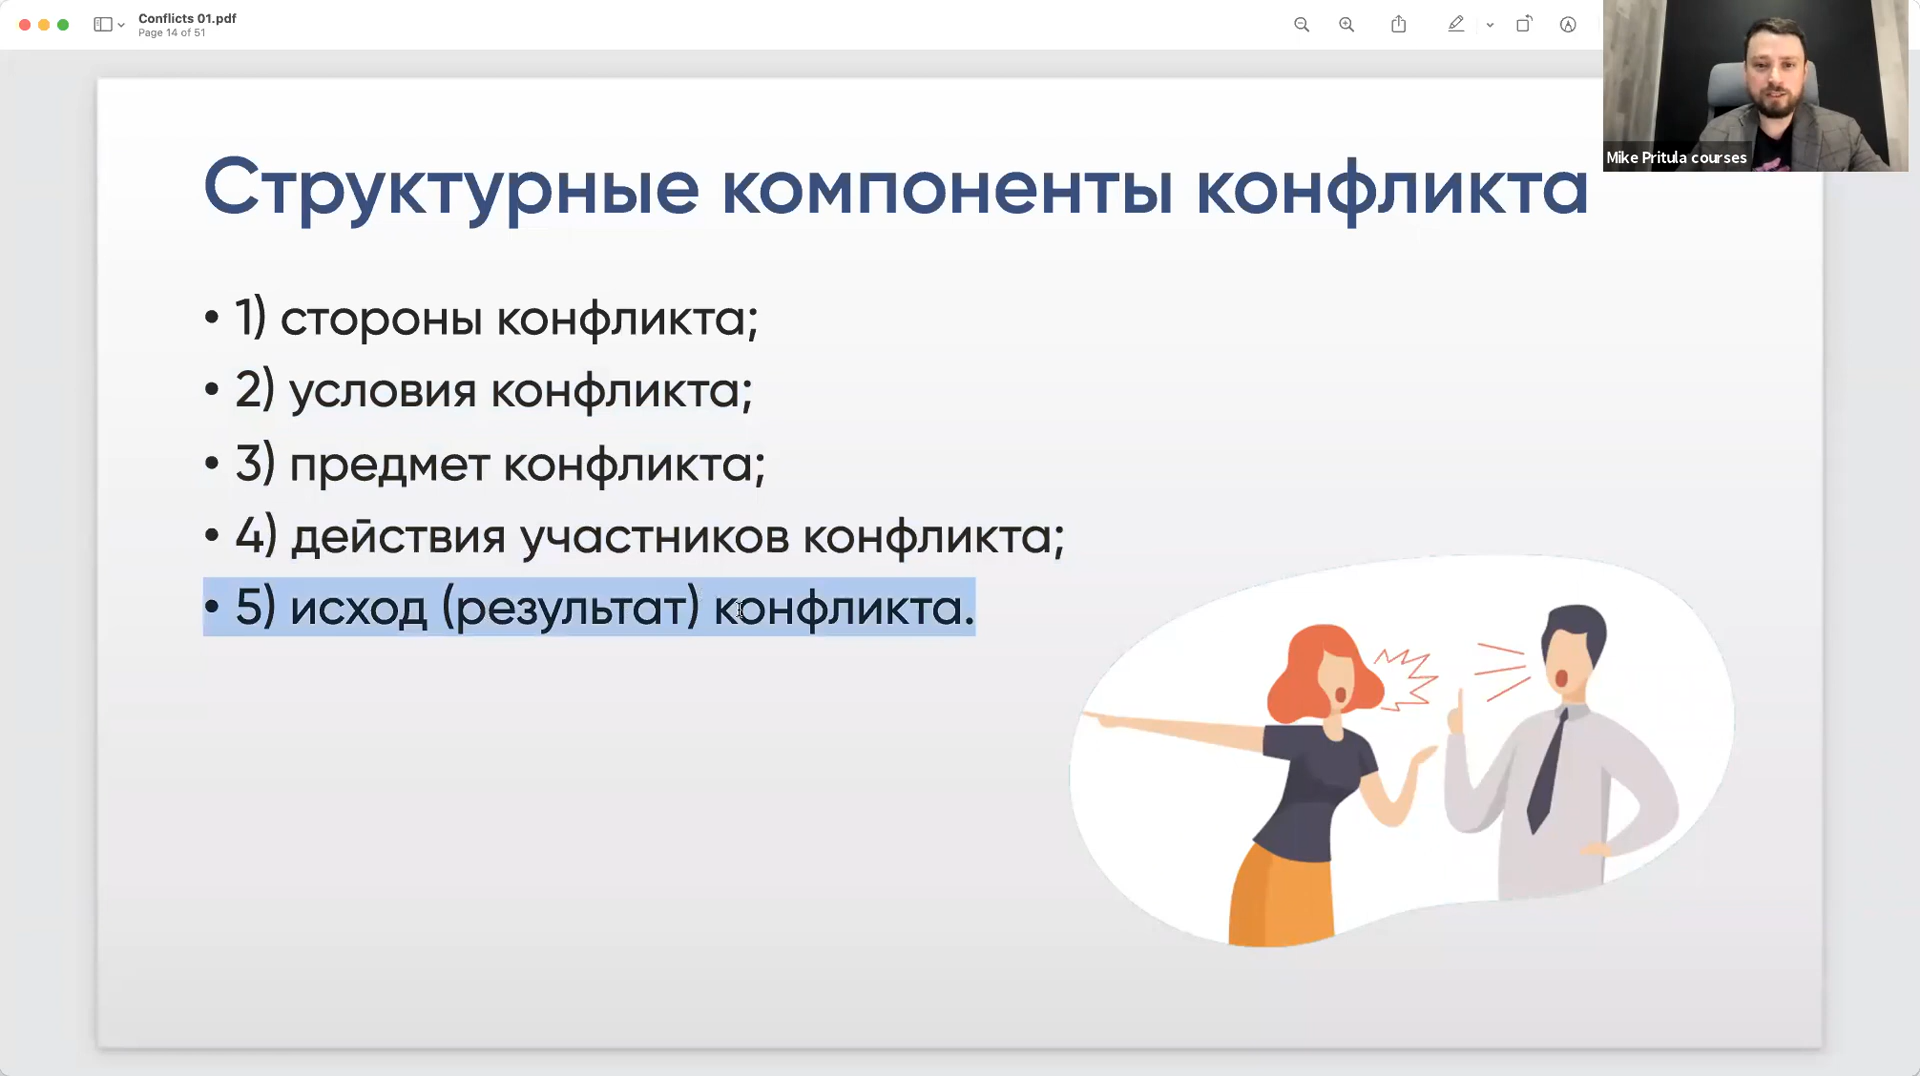 Conflicts 01.pdf
Page 14 of 51
Mike Pritula courses
Структурные компоненты конфликта
• 1) стороны конфликта;
• 2) условия конфликта;
• 3) предмет конфликта;
• 4) действия участников конфликта;
• 5) исход (результат) конфликта.